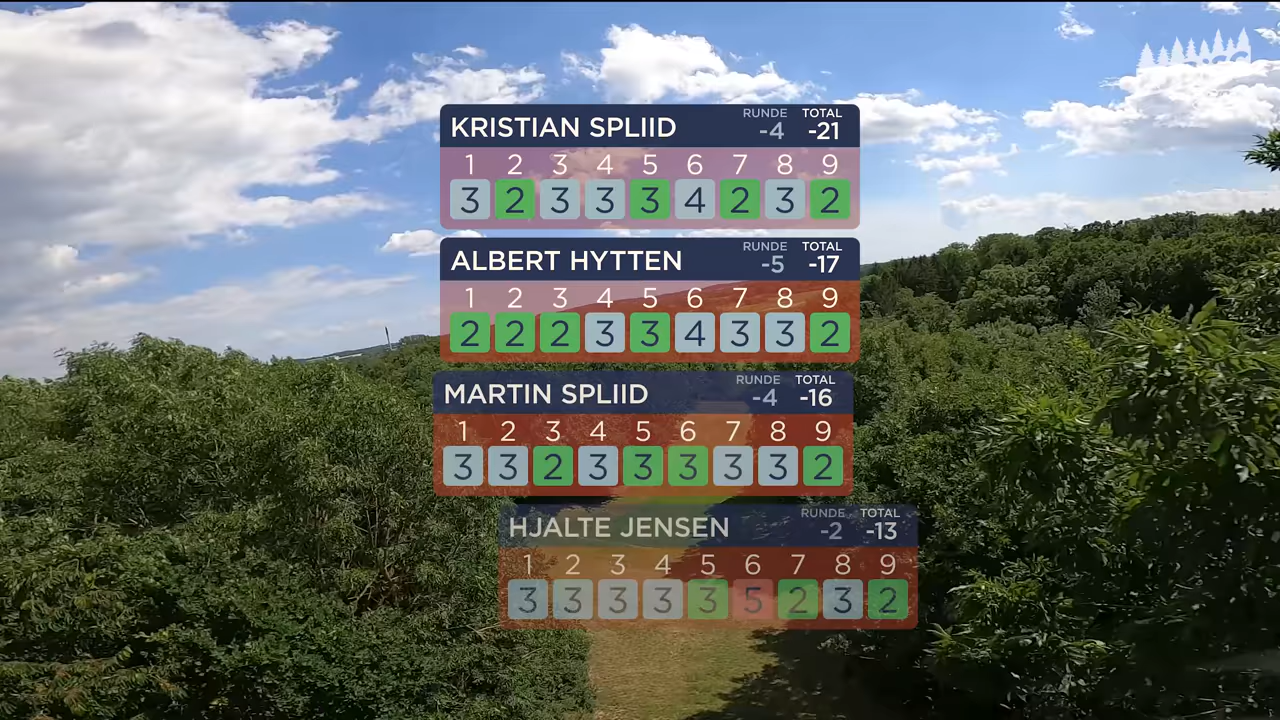 KRISTIAN SPLIID RUNDE -4 TOTAL -21
1 2 3 4 5 6 7 8 9
3 2 3 3 3 4 2 3 2
ALBERT HYTTEN RUNDE -5 TOTAL -17
1 2 3 4 5 6 7 8 9
2 2 2 3 3 4 3 3 2
MARTIN SPLIID RUNDE -4 TOTAL -16
1 2 3 4 5 6 7 8 9
3 3 2 3 3 3 3 3 2
HJALTE JENSEN RUNDE -2 TOTAL -13
1 2 3 4 5 6 7 8 9
3 3 3 3 3 5 2 3 2